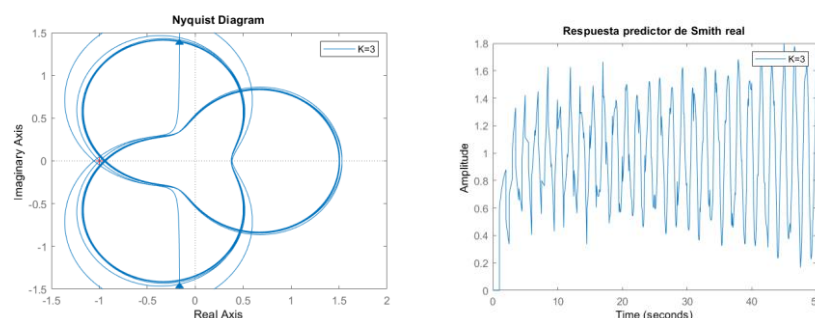 Nyquist Diagram
K=3
1.5
1
0.5
0
-0.5
-1
-1.5
Imaginary Axis
-1.5 -1 -0.5 0 0.5 1 1.5 2
Real Axis
Respuesta predictor de Smith real
K=3
1.8
1.6
1.4
1.2
1
0.8
0.6
0.4
0.2
0
Amplitude
0 10 20 30 40 50
Time (seconds)